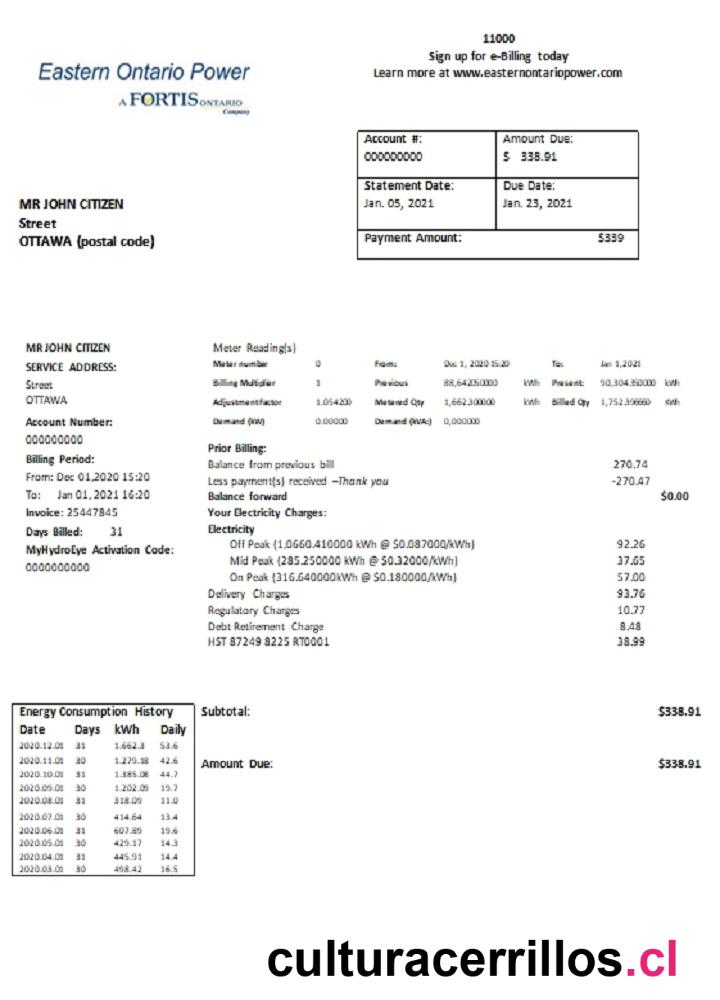 11000
Sign up for e-Billing today
Learn more at www.easternontariopower.com
Eastern Ontario Power
A FORTIS ONTARIO
Company
Account #: Amount Due:
000000000 $ 338.91
Statement Date: Due Date:
Jan. 05, 2021 Jan. 23, 2021
Payment Amount: $339
MR JOHN CITIZEN
Street
OTTAWA (postal code)
MR JOHN CITIZEN
SERVICE ADDRESS:
Street
OTTAWA
Account Number:
000000000
Billing Period:
From: Dec 01,2020 15:20
To: Jan 01, 2021 16:20
Invoice: 25447845
Days Billed: 31
MyHydroEye Activation Code:
0000000000
Meter Reading(s)
Meter number 0 From: Dec 1, 2020 15:20 To: Jan 1,2021
Billing Multiplier 1 Previous 88,642050000 kWh Present: 90,304.350000 kWh
Adjustment factor 1.054200 Metered Qty 1,662.300000 kWh Billed Qty 1,752.396660 kWh
Demand (kW) 0.00000 Demand (kVA:) 0,000000
Prior Billing:
Balance from previous bill 270.74
Less payment(s) received –Thank you -270.47
Balance forward $0.00
Your Electricity Charges:
Electricity
Off Peak (1,0660.410000 kWh @ $0.087000/kWh) 92.26
Mid Peak (285.250000 kWh @ $0.32000/kWh) 37.65
On Peak (316.640000kWh @ $0.180000/kWh) 57.00
Delivery Charges 93.76
Regulatory Charges 10.77
Debt Retirement Charge 8.48
HST 87249 8225 RT0001 38.99
Energy Consumption History
Date Days kWh Daily
2020.12.01 31 1.662.3 53.6
2020.11.01 30 1.279.18 42.6
2020.10.01 31 1.385.08 44.7
2020.09.01 30 1.202.09 19.7
2020.08.01 31 318.09 11.0
2020.07.01 30 414.64 13.4
2020.06.01 31 607.89 19.6
2020.05.01 30 429.17 14.3
2020.04.01 31 445.91 14.4
2020.03.01 30 498.42 16.5
Subtotal: $338.91
Amount Due: $338.91
culturacerrillos.cl